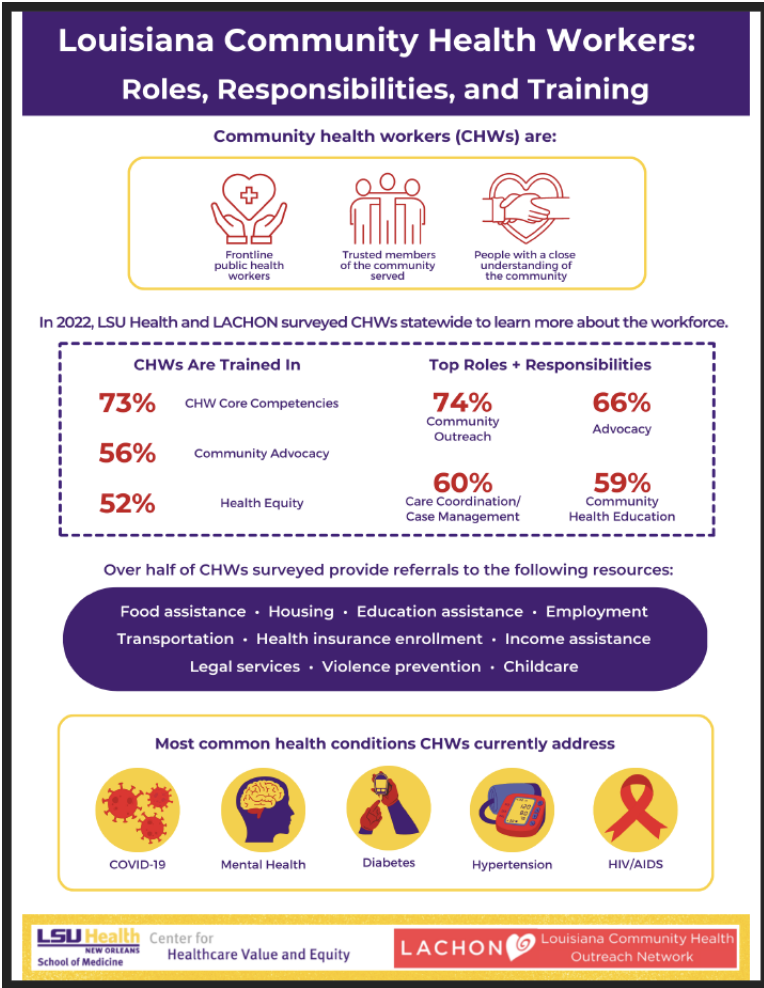 Louisiana Community Health Workers:
Roles, Responsibilities, and Training
Community health workers (CHWs) are:
Frontline
public health
workers
Trusted members
of the community
served
People with a close
understanding of
the community
In 2022, LSU Health and LACHON surveyed CHWs statewide to learn more about the workforce.
CHWs Are Trained In
73% CHW Core Competencies
56% Community Advocacy
52% Health Equity
Top Roles + Responsibilities
74%
Community
Outreach
66%
Advocacy
60%
Care Coordination/
Case Management
59%
Community
Health Education
Over half of CHWs surveyed provide referrals to the following resources:
Food assistance • Housing • Education assistance • Employment
Transportation • Health insurance enrollment • Income assistance
Legal services • Violence prevention • Childcare
Most common health conditions CHWs currently address
COVID-19
Mental Health
Diabetes
Hypertension
HIV/AIDS
LSU Health
NEW ORLEANS
School of Medicine
Center for
Healthcare Value and Equity
LACHON
Louisiana Community Health
Outreach Network